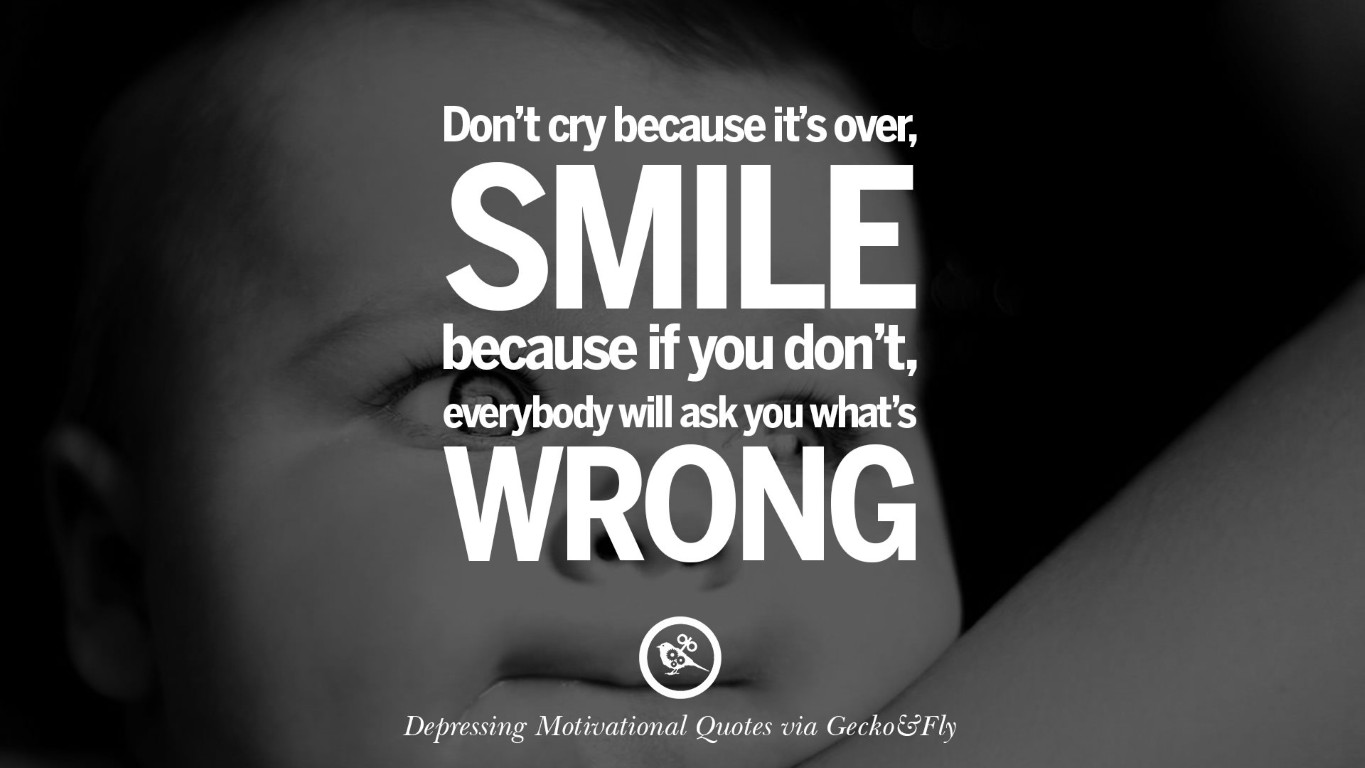 Don’t cry because it’s over,
SMILE
because if you don’t,
everybody will ask you what’s
WRONG
Depressing Motivational Quotes via Gecko&Fly